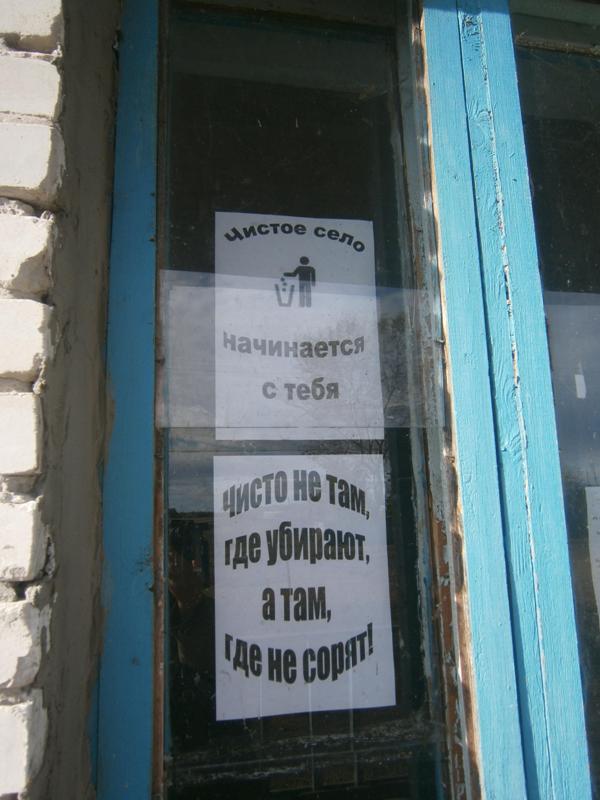 Чистое село
начинается
с тебя
Чисто не там,
где убирают,
а там,
где не сорят!